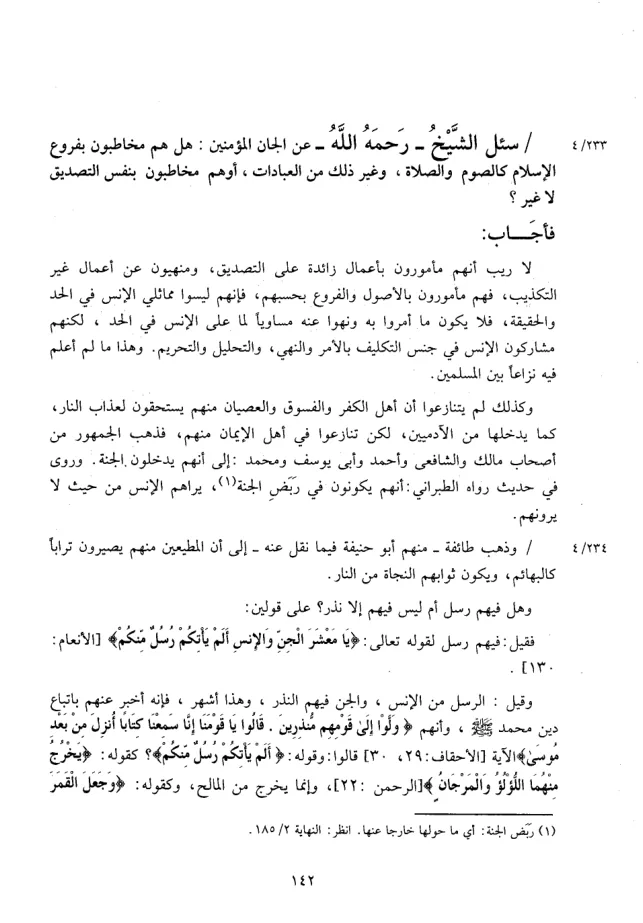 ٤/٢٣٣ / سئل الشَّيْخُ ـ رَحمَهُ اللَّهُ ـ عن الجان المؤمنين : هل هم مخاطبون بفروع
الإسلام كالصوم والصلاة ، وغير ذلك من العبادات ، أوهم مخاطبون بنفس التصديق
لا غير ؟
فأجَـــاب:
لا ريب أنهم مأمورون بأعمال زائدة على التصديق، ومنهيون عن أعمال غير
التكذيب، فهم مأمورون بالأصول والفروع بحسبهم، فإنهم ليسوا مماثلي الإنس في الحد
والحقيقة، فلا يكون ما أمروا به ونهوا عنه مساوياً لما على الإنس في الحد ، لكنهم
مشاركون الإنس في جنس التكليف بالأمر والنهي، والتحليل والتحريم. وهذا ما لم أعلم
فيه نزاعاً بين المسلمين.
وكذلك لم يتنازعوا أن أهل الكفر والفسوق والعصيان منهم يستحقون لعذاب النار،
كما يدخلها من الآدميين، لكن تنازعوا في أهل الإيمان منهم، فذهب الجمهور من
أصحاب مالك والشافعى وأحمد وأبى يوسف ومحمد :إلى أنهم يدخلون الجنة. وروى
في حديث رواه الطبراني:أنهم يكونون في رَبَض الجنة(١)، يراهم الإنس من حيث لا
يرونهم.
٤/٢٣٤ / وذهب طائفة ـ منهم أبو حنيفة فيما نقل عنه ـ إلى أن المطيعين منهم يصيرون تراباً
كالبهائم، ويكون ثوابهم النجاة من النار.
وهل فيهم رسل أم ليس فيهم إلا نذر؟ على قولين:
فقيل:فيهم رسل لقوله تعالى: ﴿يَا مَعْشَرَ الْجِنِّ وَالإِنسِ أَلَمْ يَأْتِكُمْ رُسُلٌ مِّنكُمْ﴾ [الأنعام:
١٣٠] .
وقيل : الرسل من الإنس ، والجن فيهم النذر ، وهذا أشهر ، فإنه أخبر عنهم باتباع
دين محمد ﷺ ، وأنهم ﴿ وَلَّوْا إِلَىٰ قَوْمِهِم مُّنذِرِينَ . قَالُوا يَا قَوْمَنَا إِنَّا سَمِعْنَا كِتَابًا أُنزِلَ مِنْ بَعْدِ
مُوسَىٰ﴾الآية [الأحقاف:٢٩، ٣٠] قالوا: وقوله: ﴿ أَلَمْ يَأْتِكُمْ رُسُلٌ مِّنكُمْ﴾؟ كقوله: ﴿يَخْرُجُ
مِنْهُمَا اللُّؤْلُؤُ وَالْمَرْجَانُ ﴾[الرحمن :٢٢]، وإنما يخرج من المالح، وكقوله: ﴿وَجَعَلَ الْقَمَرَ
(١) رَبَض الجنة: أي ما حولها خارجا عنها. انظر: النهاية ٢/ ١٨٥.
١٤٢